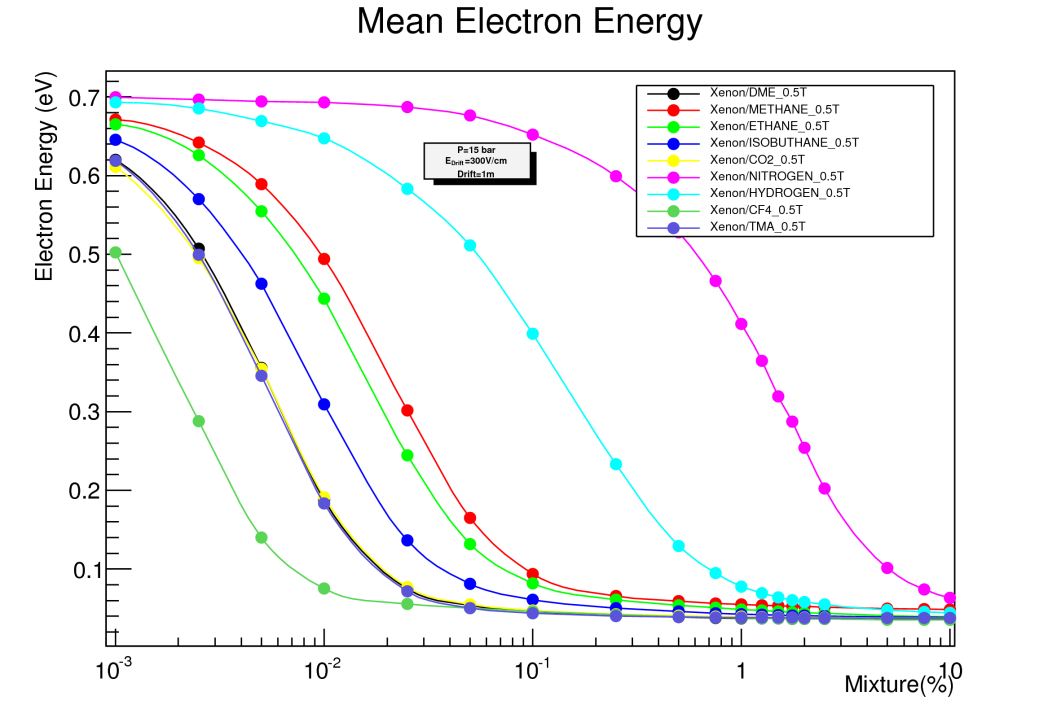 Mean Electron Energy
Electron Energy (eV)
0.7
0.6
0.5
0.4
0.3
0.2
0.1
P=15 bar
EDrift=300V/cm
Drift=1m
Xenon/DME_0.5T
Xenon/METHANE_0.5T
Xenon/ETHANE_0.5T
Xenon/ISOBUTHANE_0.5T
Xenon/CO2_0.5T
Xenon/NITROGEN_0.5T
Xenon/HYDROGEN_0.5T
Xenon/CF4_0.5T
Xenon/TMA_0.5T
10-3 10-2 10-1 1 10
Mixture(%)